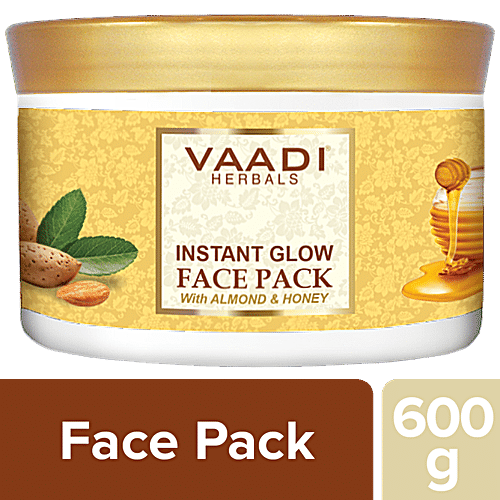 VAADI
HERBALS
INSTANT GLOW
FACE PACK
With ALMOND & HONEY
Face Pack
600
g